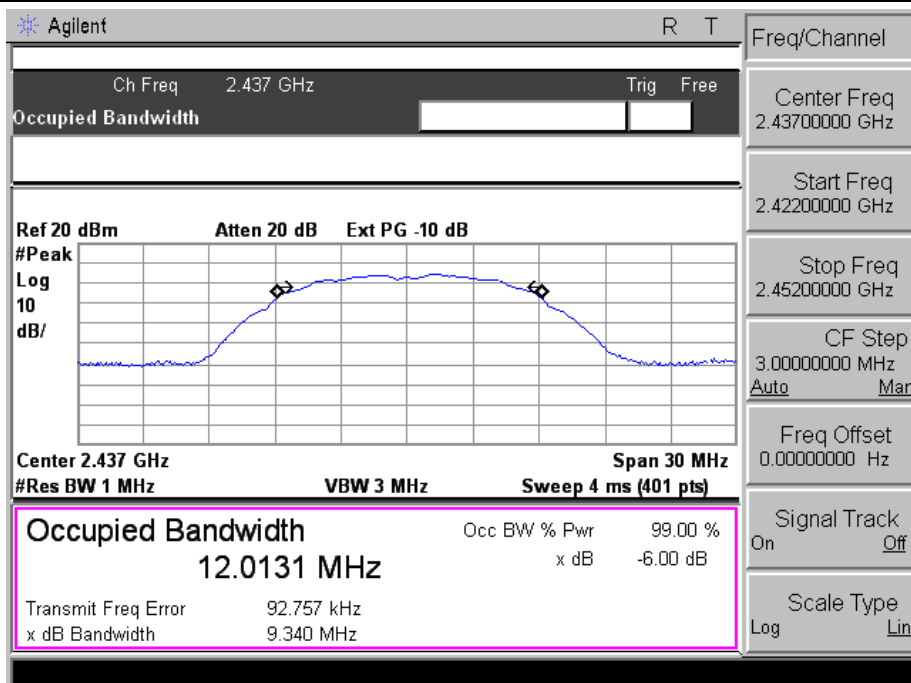 Agilent R T
Ch Freq 2.437 GHz Trig Free
Occupied Bandwidth
Ref 20 dBm Atten 20 dB Ext PG -10 dB
#Peak
Log
10
dB/
Center 2.437 GHz Span 30 MHz
#Res BW 1 MHz VBW 3 MHz Sweep 4 ms (401 pts)
Occupied Bandwidth Occ BW % Pwr 99.00 %
12.0131 MHz x dB -6.00 dB
Transmit Freq Error 92.757 kHz
x dB Bandwidth 9.340 MHz
Freq/Channel
Center Freq
2.43700000 GHz
Start Freq
2.42200000 GHz
Stop Freq
2.45200000 GHz
CF Step
3.00000000 MHz
Auto Mar
Freq Offset
0.00000000 Hz
Signal Track
On Off
Scale Type
Log Lin